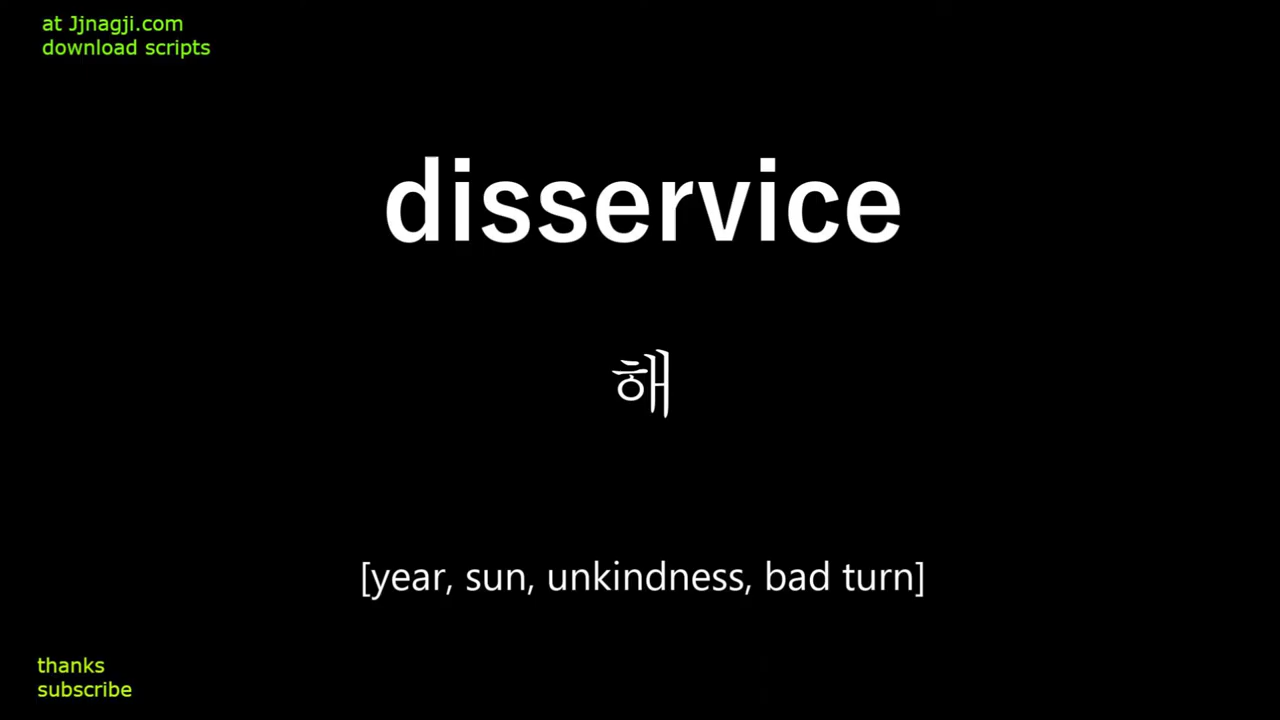 at Jjnagji.com
download scripts
disservice
해
[year, sun, unkindness, bad turn]
thanks
subscribe